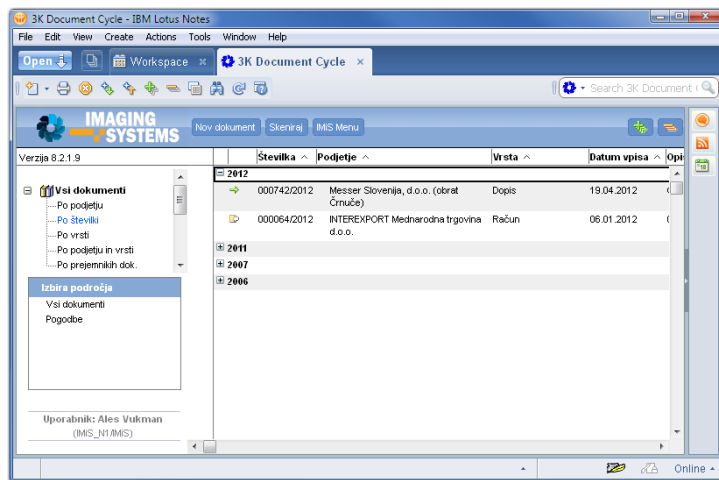 3K Document Cycle - IBM Lotus Notes
File Edit View Create Actions Tools Window Help
Open Workspace × 3K Document Cycle ×
Search 3K Document
IMAGING
SYSTEMS
Nov dokument Skeniraj IMiS Menu
Verzija 8.2.1.9
Številka Podjetje Vrsta Datum vpisa Opi
2012
000742/2012 Messer Slovenija, d.o.o. (obrat Črnuče) Dopis 19.04.2012
000064/2012 INTEREXPORT Mednarodna trgovina d.o.o. Račun 06.01.2012
2011
2007
2006
Vsi dokumenti
Po podjetju
Po številki
Po vrsti
Po podjetju in vrsti
Po prejemnikih dok.
Izbira področja
Vsi dokumenti
Pogodbe
Uporabnik: Ales Vukman
(IMiS_N1/IMiS)
Online